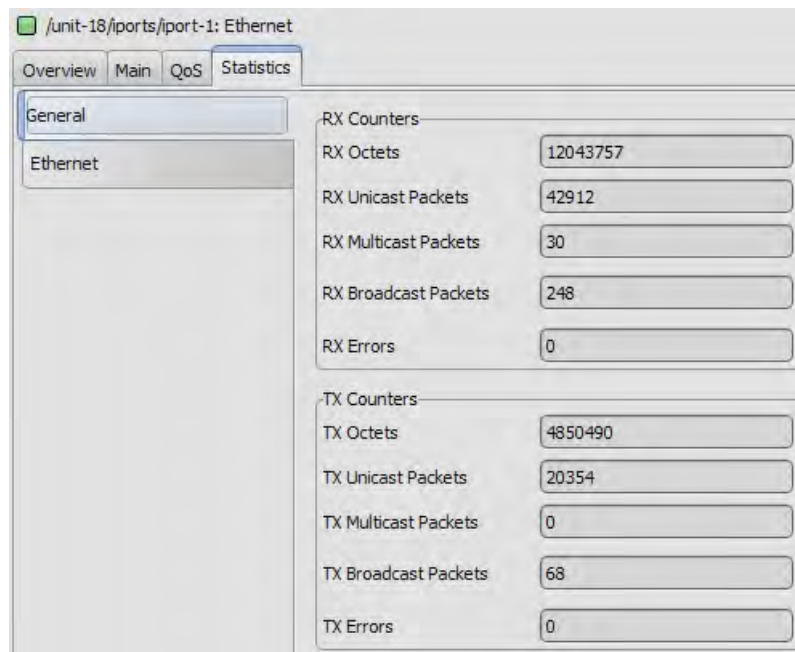 /unit-18/iports/iport-1: Ethernet
Overview Main QoS Statistics
General
Ethernet
RX Counters
RX Octets 12043757
RX Unicast Packets 42912
RX Multicast Packets 30
RX Broadcast Packets 248
RX Errors 0
TX Counters
TX Octets 4850490
TX Unicast Packets 20354
TX Multicast Packets 0
TX Broadcast Packets 68
TX Errors 0